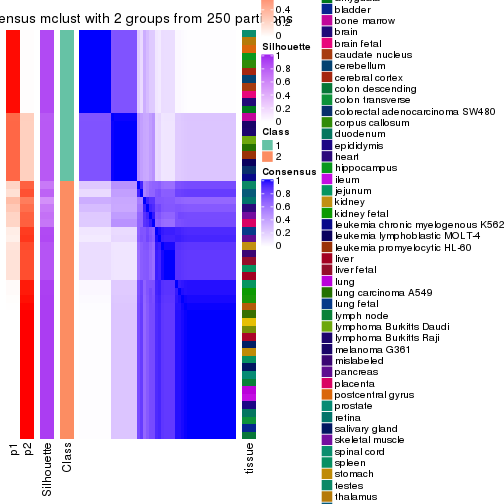 ensus mclust with 2 groups from 250 partitions
p1
p2
Silhouette
Class
tissue
0.4
0.2
0
Silhouette
1
0.8
0.6
0.4
0.2
0
Class
1
2
Consensus
1
0.8
0.6
0.4
0.2
0
bladder
bone marrow
brain
brain fetal
caudate nucleus
cerebellum
cerebral cortex
colon descending
colon transverse
colorectal adenocarcinoma SW480
corpus callosum
duodenum
epididymis
heart
hippocampus
ileum
jejunum
kidney
kidney fetal
leukemia chronic myelogenous K562
leukemia lymphoblastic MOLT-4
leukemia promyelocytic HL-60
liver
liver fetal
lung
lung carcinoma A549
lung fetal
lymph node
lymphoma Burkitts Daudi
lymphoma Burkitts Raji
melanoma G361
mislabeled
pancreas
placenta
postcentral gyrus
prostate
retina
salivary gland
skeletal muscle
spinal cord
spleen
stomach
testes
thalamus